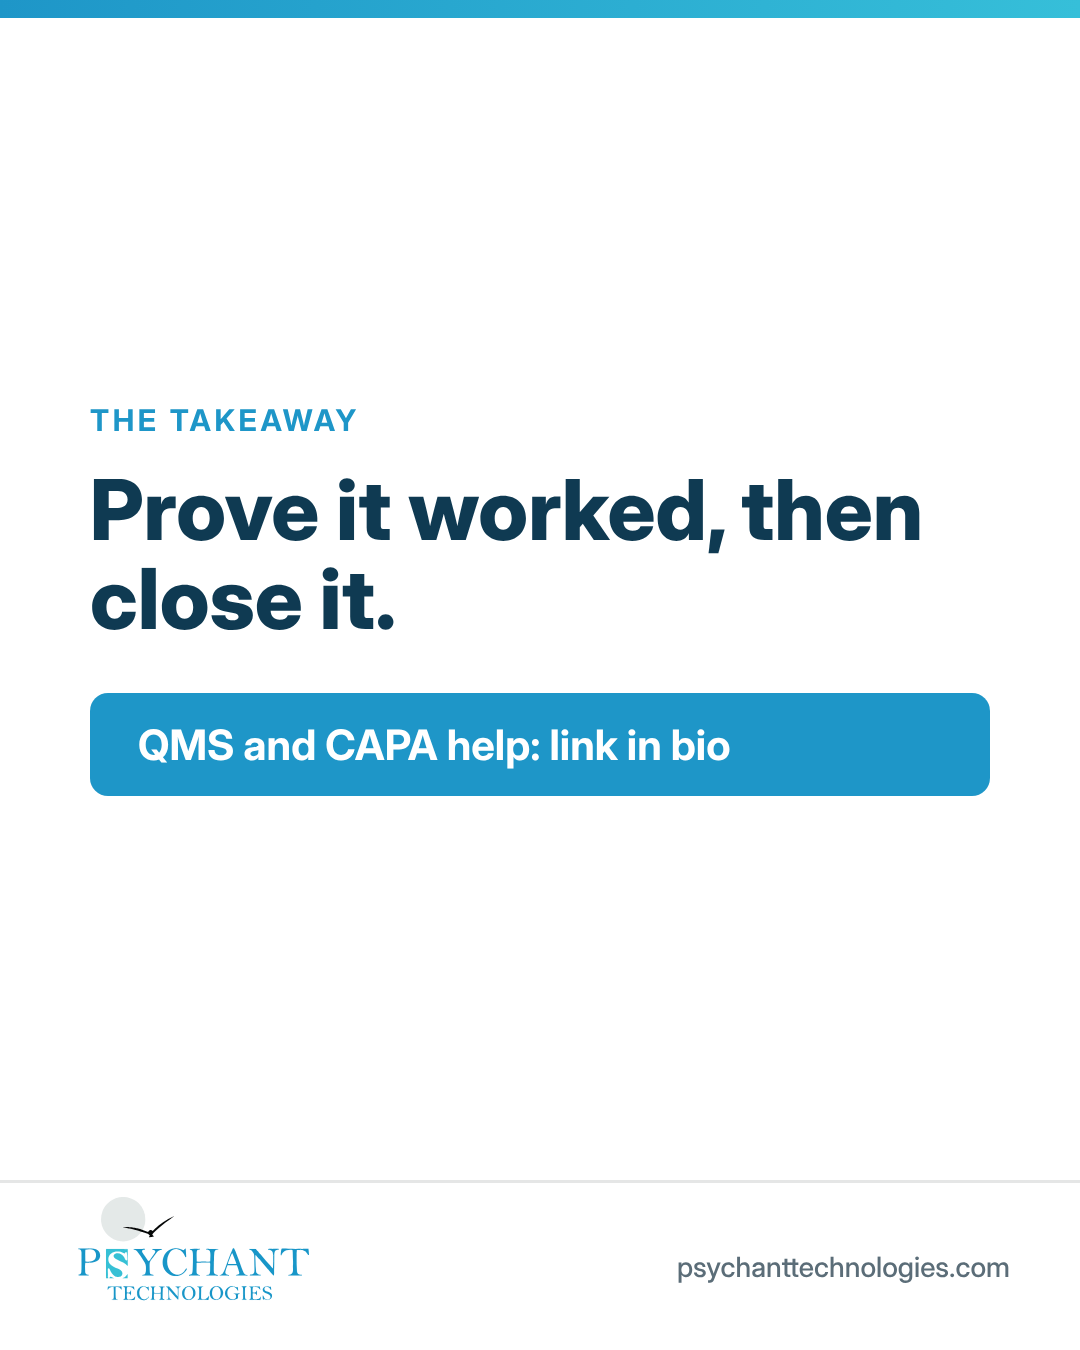 THE TAKEAWAY
Prove it worked, then
close it.
QMS and CAPA help: link in bio
PSYCHANT
TECHNOLOGIES
psychanttechnologies.com